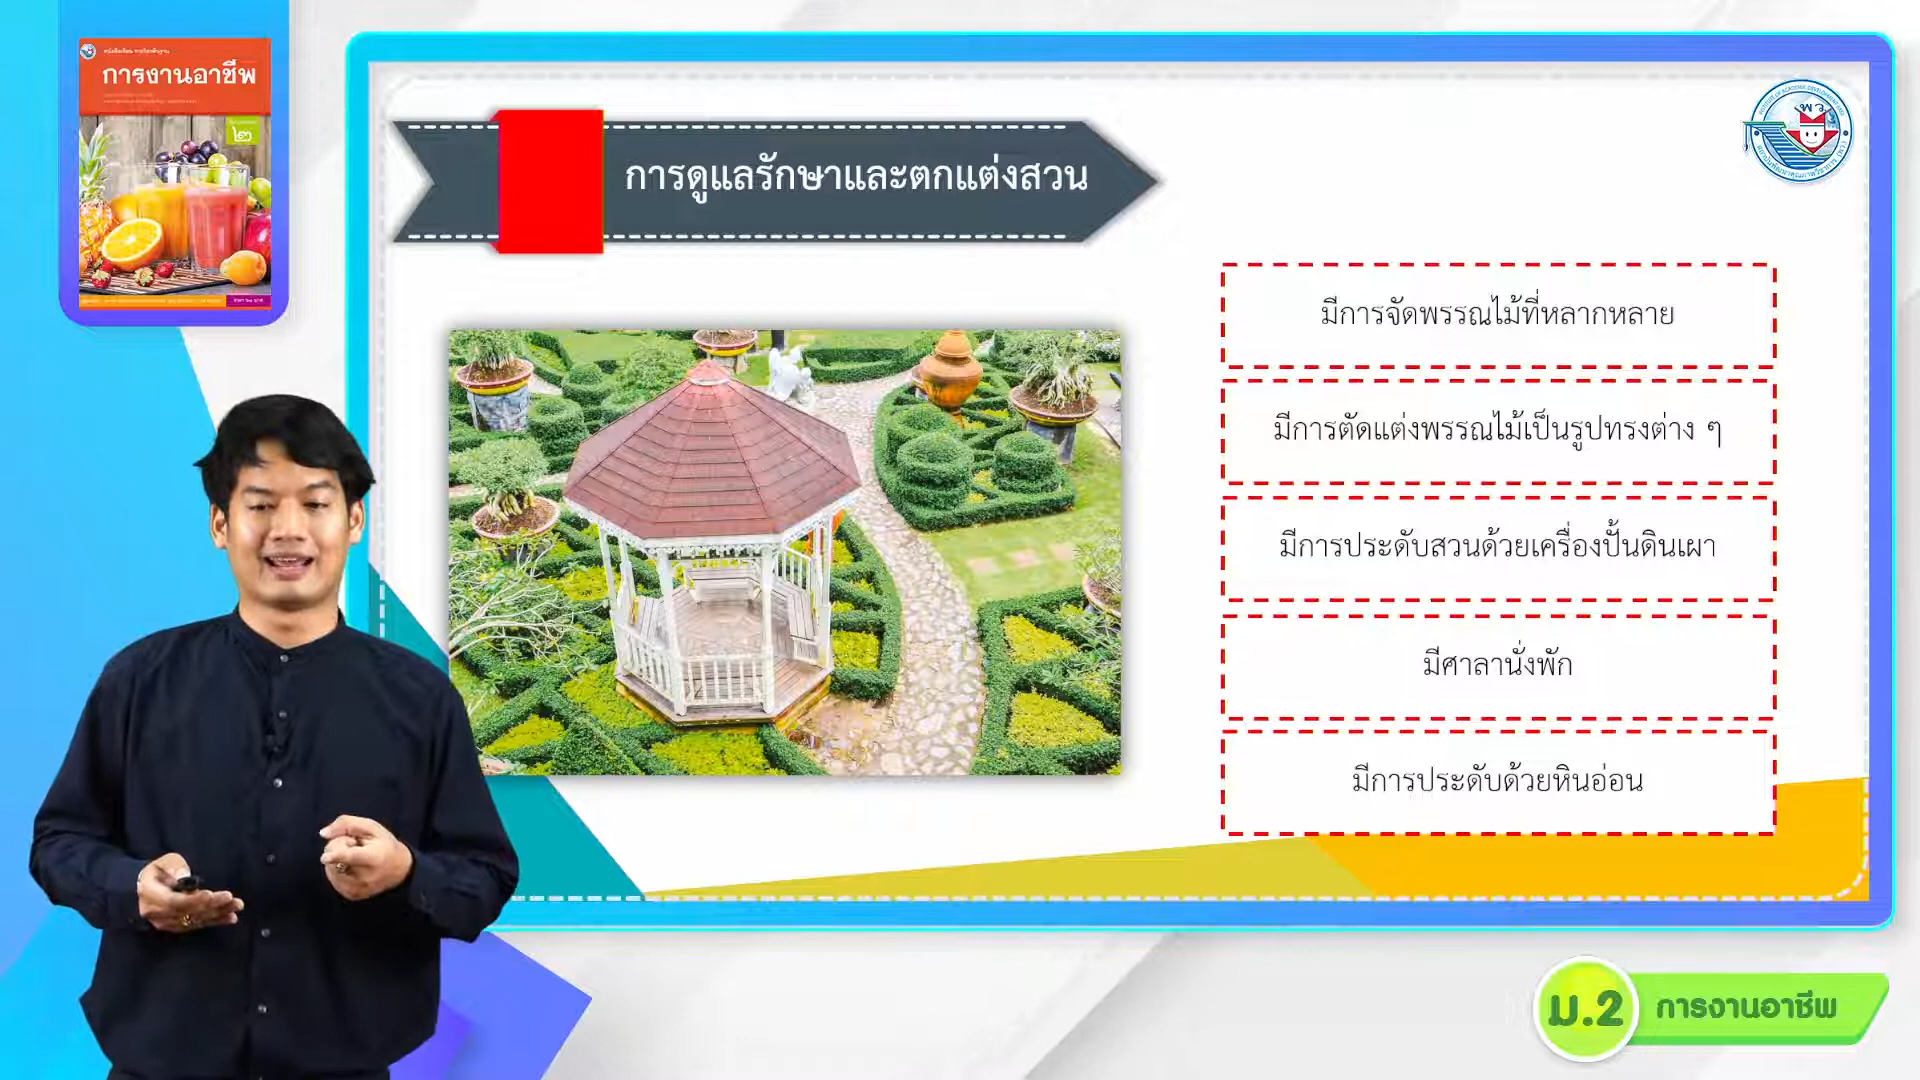 การงานอาชีพ
๒
การดูแลรักษาและตกแต่งสวน
พว
มีการจัดพรรณไม้ที่หลากหลาย
มีการตัดแต่งพรรณไม้เป็นรูปทรงต่าง ๆ
มีการประดับสวนด้วยเครื่องปั้นดินเผา
มีศาลานั่งพัก
มีการประดับด้วยหินอ่อน
ม.2 การงานอาชีพ